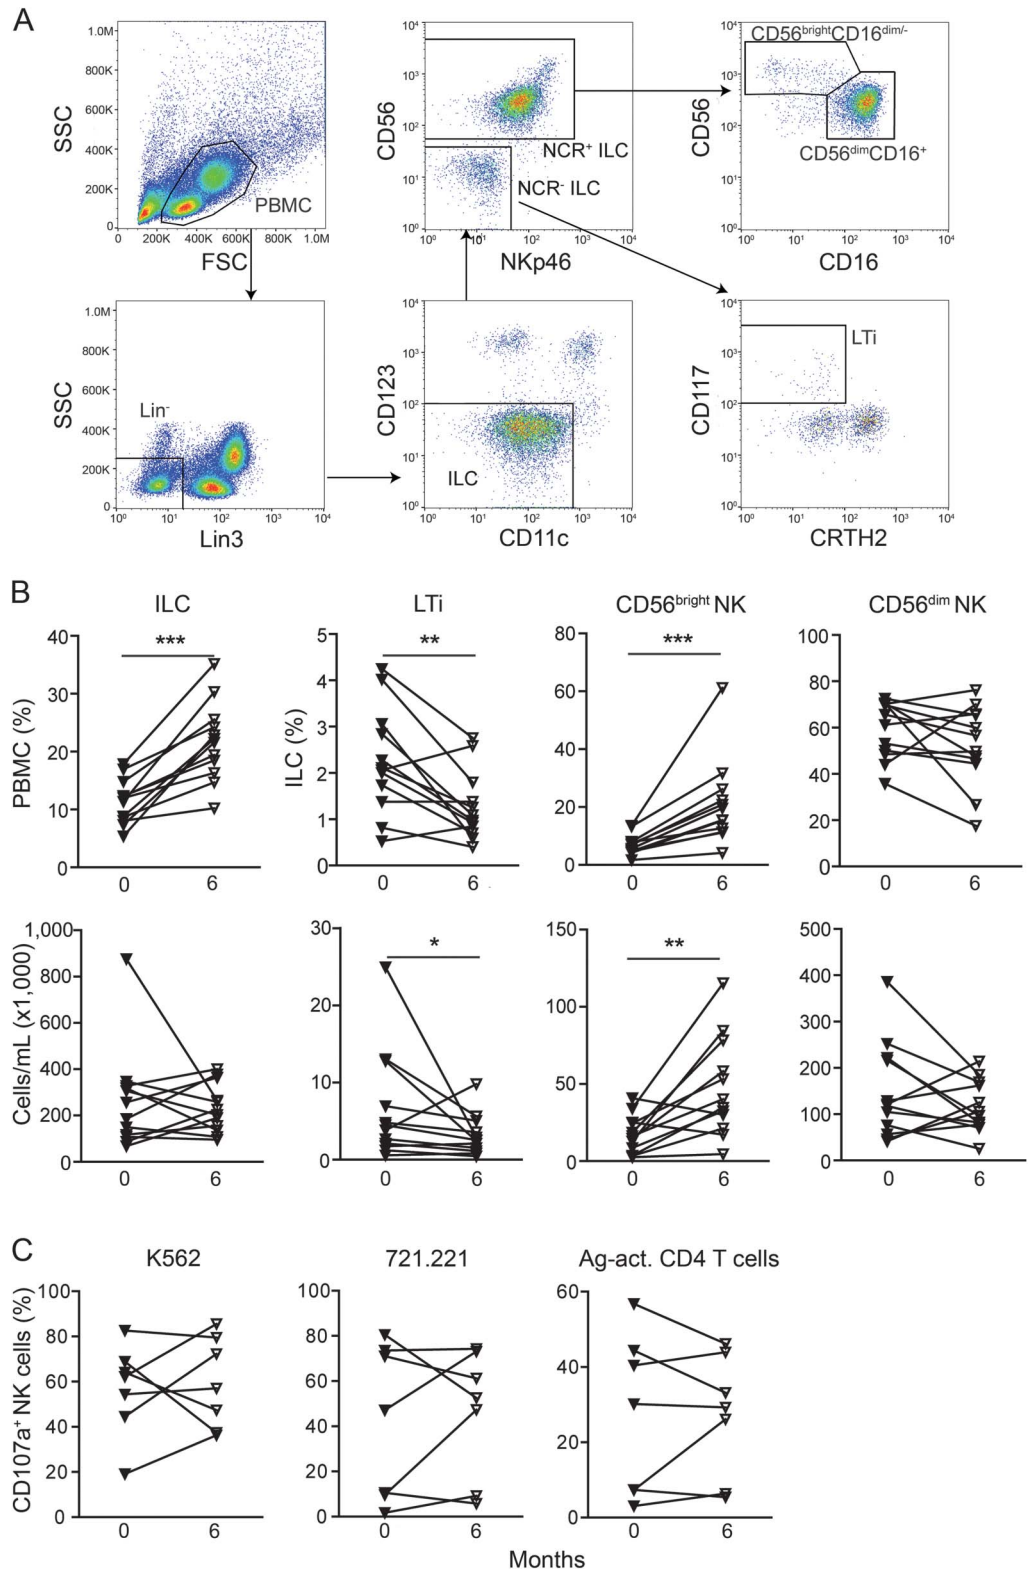 A
1.0M
800K
600K
400K
200K
0
SSC
PBMC
0 200K 400K 600K 800K 1.0M
FSC
10⁴
10³
10²
10¹
10⁰
CD56
NCR⁺ ILC
NCR⁻ ILC
10⁰ 10¹ 10² 10³ 10⁴
NKp46
10⁴
10³
10²
10¹
10⁰
CD56
CD56brightCD16dim/-
CD56dimCD16⁺
10⁰ 10¹ 10² 10³ 10⁴
CD16
1.0M
800K
600K
400K
200K
0
SSC
Lin⁻
10⁰ 10¹ 10² 10³ 10⁴
Lin3
10⁴
10³
10²
10¹
10⁰
CD123
ILC
10⁰ 10¹ 10² 10³ 10⁴
CD11c
10⁴
10³
10²
10¹
10⁰
CD117
LTi
10⁰ 10¹ 10² 10³ 10⁴
CRTH2
B
ILC
PBMC (%)
40
30
20
10
0
***
0 6
LTi
ILC (%)
5
4
3
2
1
0
**
0 6
CD56bright NK
80
60
40
20
0
***
0 6
CD56dim NK
100
80
60
40
20
0
0 6
Cells/mL (x1,000)
1,000
800
600
400
200
0
0 6
30
20
10
0
*
0 6
150
100
50
0
**
0 6
500
400
300
200
100
0
0 6
C
K562
CD107a⁺ NK cells (%)
100
80
60
40
20
0
0 6
721.221
100
80
60
40
20
0
0 6
Ag-act. CD4 T cells
60
40
20
0
0 6
Months